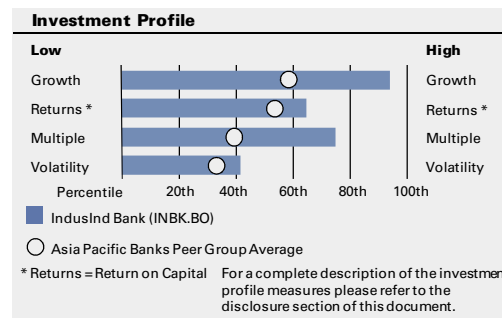 Investment Profile
Low High
Growth Growth
Returns * Returns *
Multiple Multiple
Volatility Volatility
Percentile 20th 40th 60th 80th 100th
IndusInd Bank (INBK.BO)
Asia Pacific Banks Peer Group Average
* Returns = Return on Capital For a complete description of the
profile measures please refer to the
disclosure section of this document.